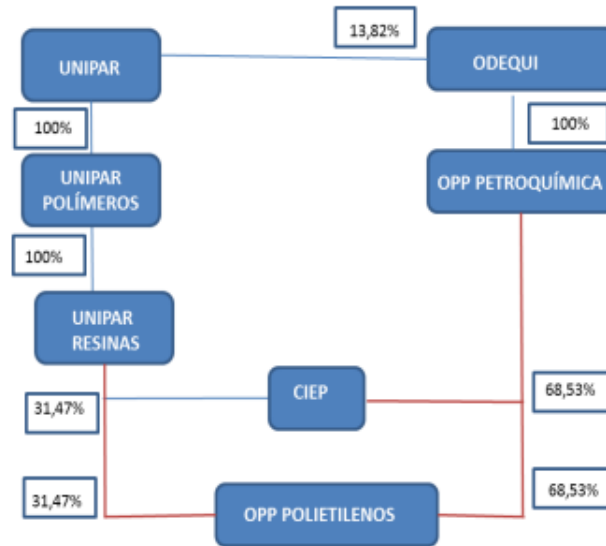 13,82%
UNIPAR
ODEQUI
100%
100%
UNIPAR
POLÍMEROS
OPP PETROQUÍMICA
100%
UNIPAR
RESINAS
CIEP
31,47%
68,53%
31,47%
68,53%
OPP POLIETILENOS